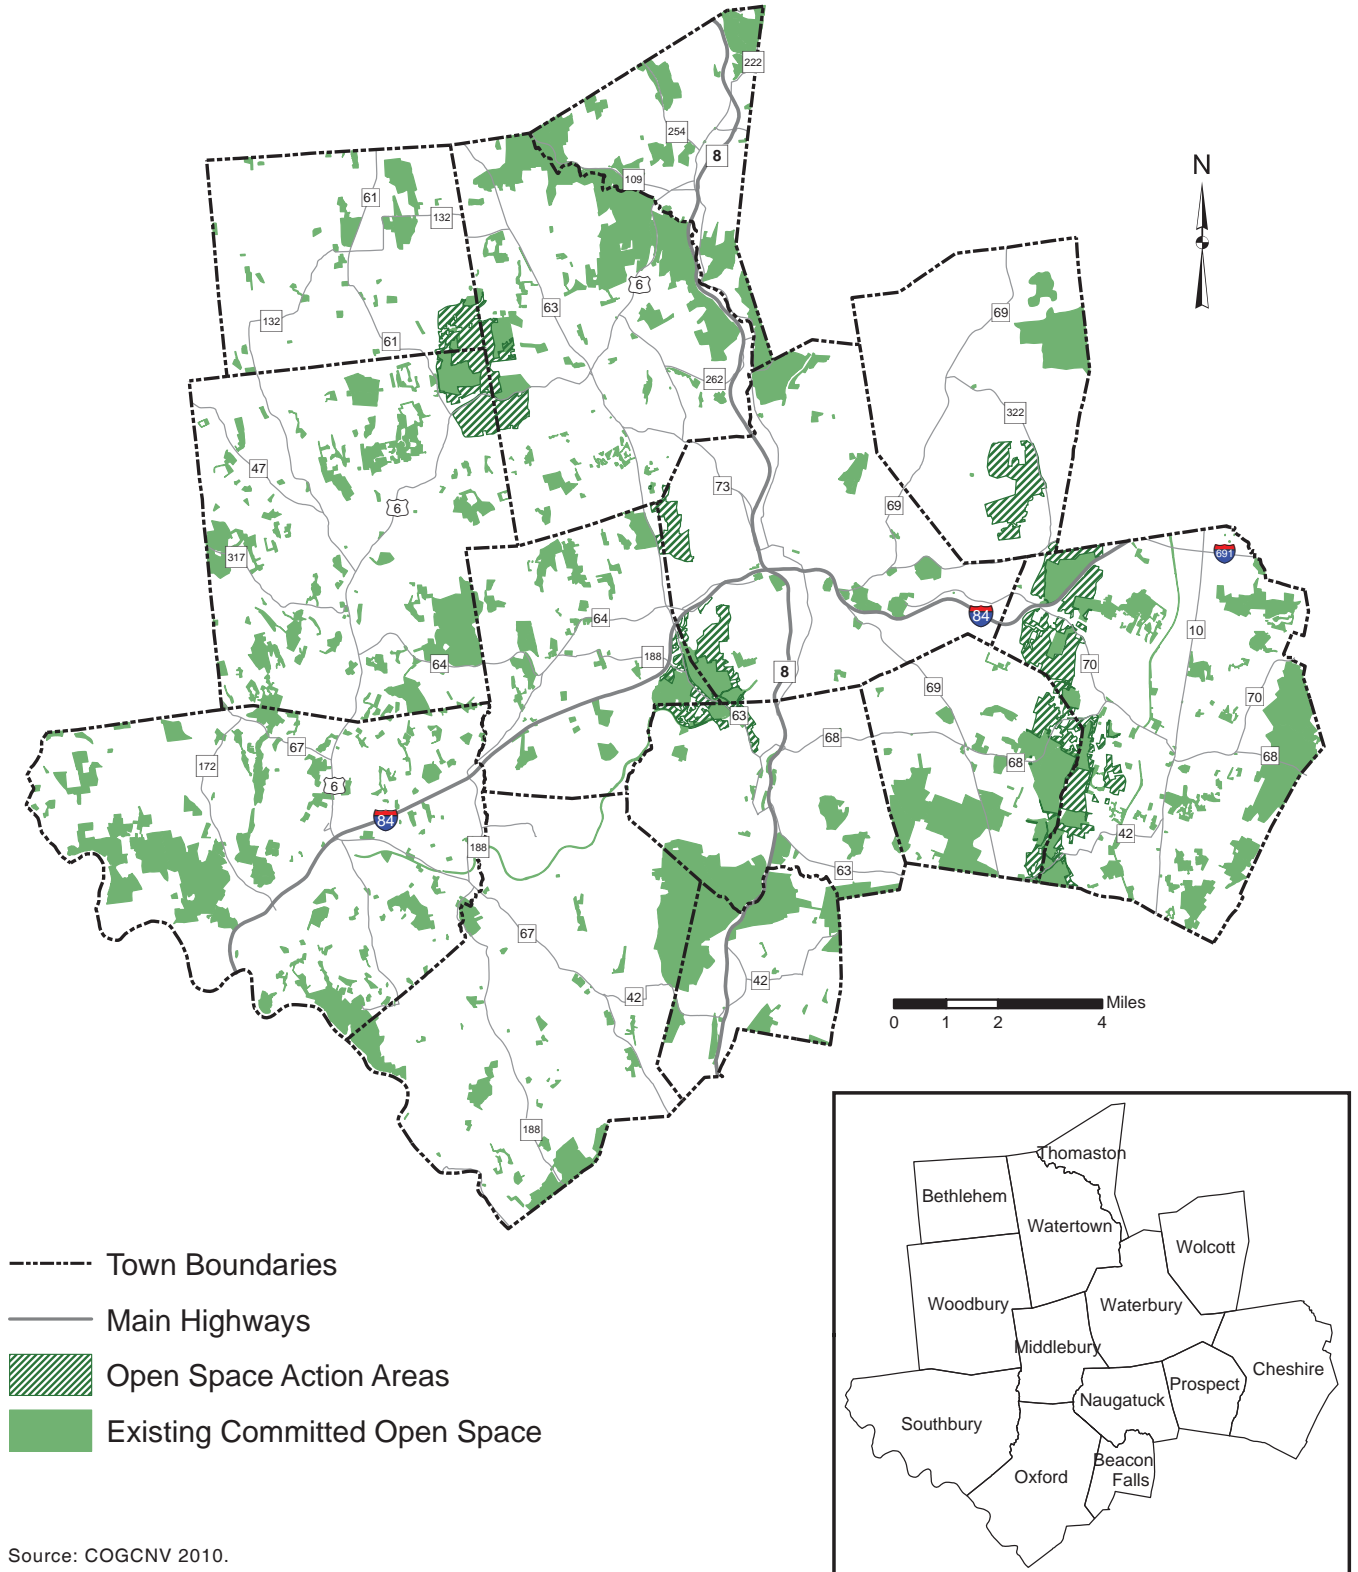 222
254
8
109
N
61
132
6
63
69
132
61
262
322
47
73
6
69
317
691
84
64
10
188
64
8
70
69
63
70
67
68
172
68
68
6
84
42
188
63
67
42
42
Miles
0 1 2 4
188
Thomaston
Bethlehem
Watertown
Wolcott
Woodbury
Waterbury
Middlebury
Cheshire
Prospect
Naugatuck
Southbury
Beacon
Falls
Oxford
Town Boundaries
Main Highways
Open Space Action Areas
Existing Committed Open Space
Source: COGCNV 2010.